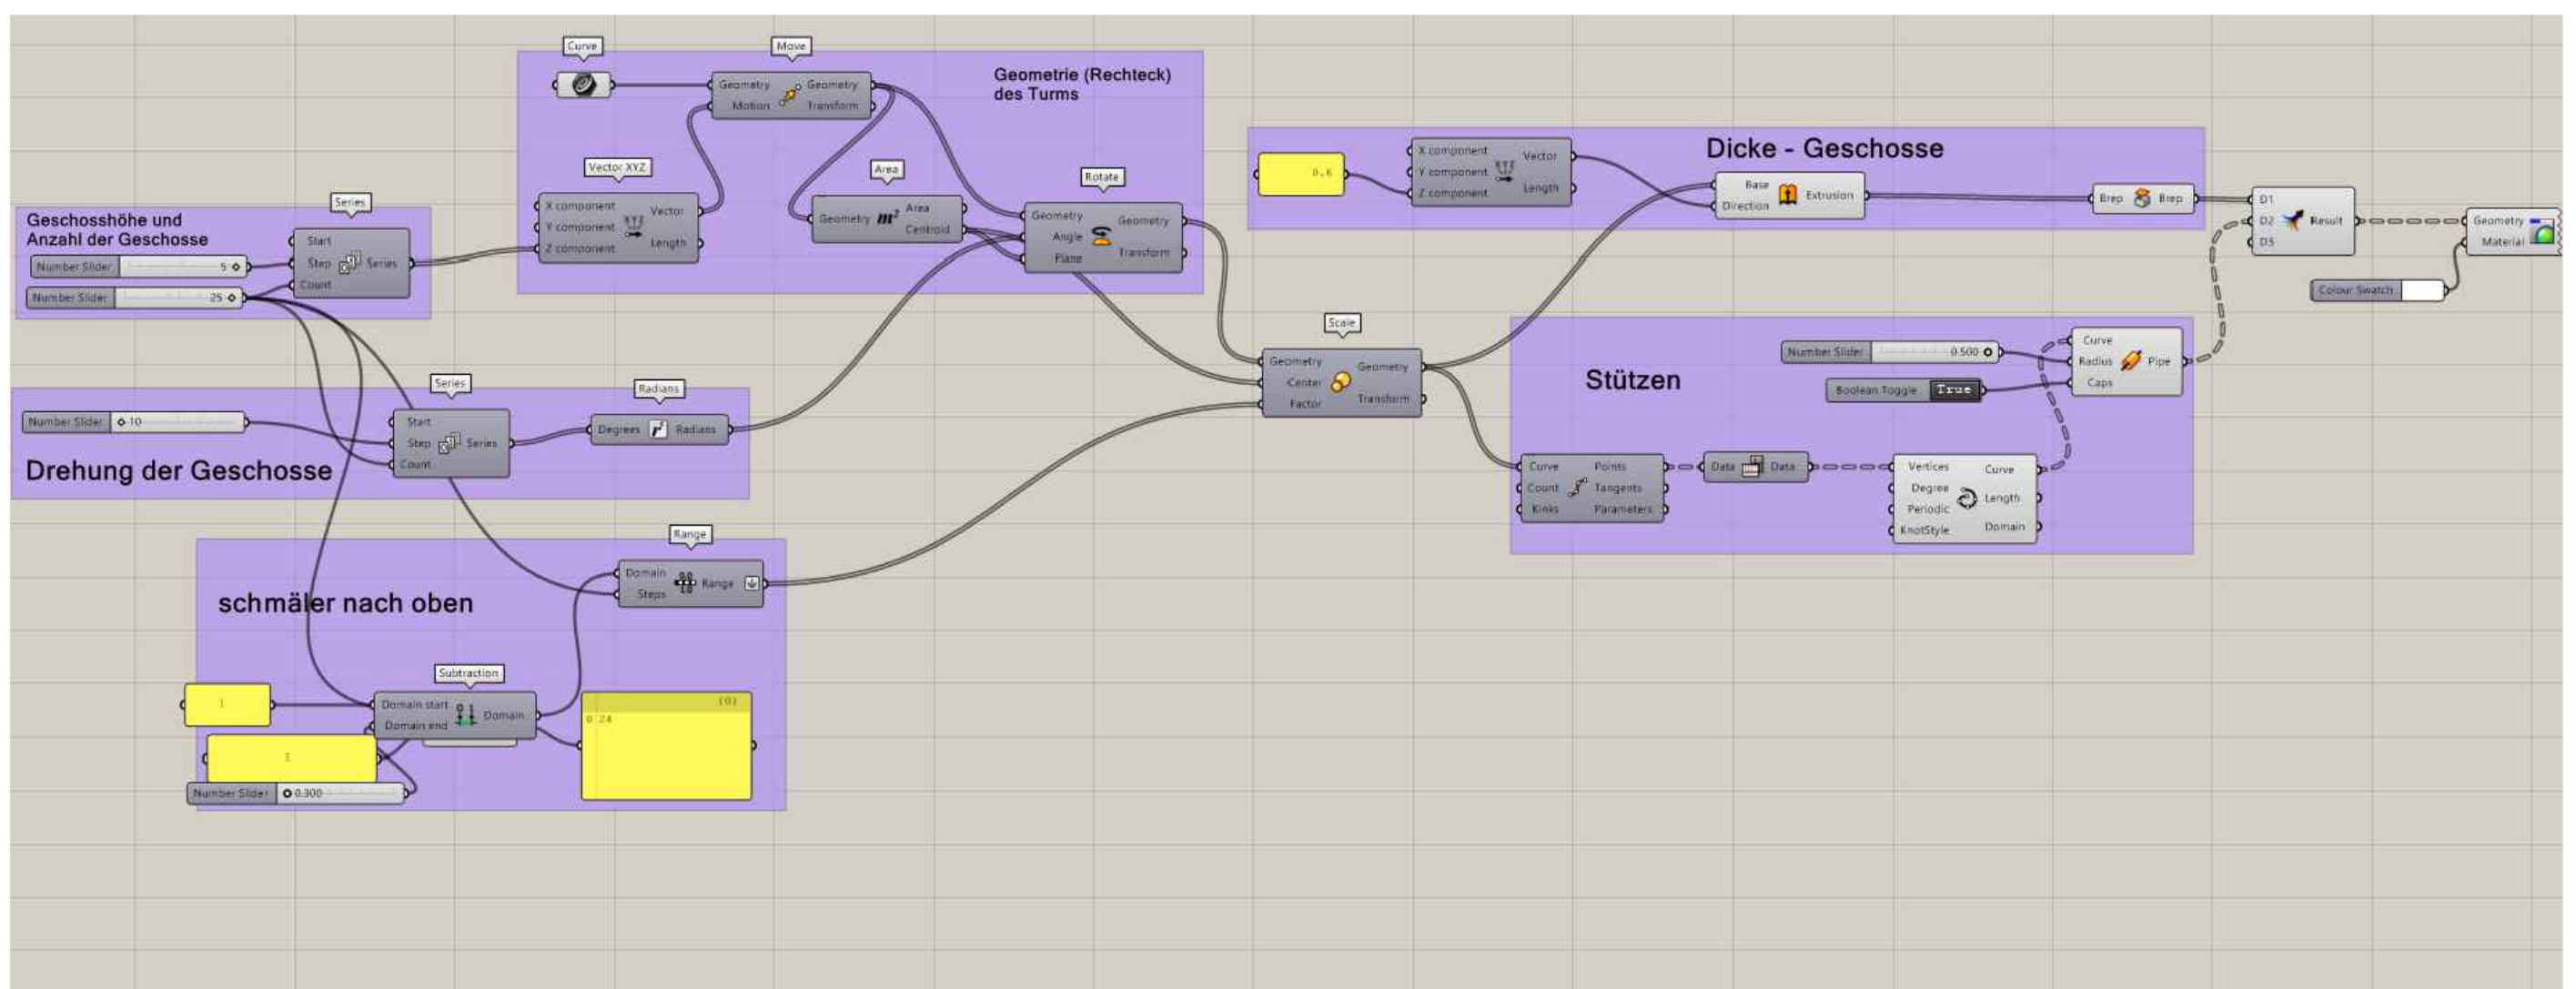 Curve
Move
Geometry
Geometry
Motion
Transform
Geometrie (Rechteck)
des Turms
Vector XYZ
X component
Y component
Z component
Vector
Length
Area
Geometry
m²
Area
Centroid
Rotate
Geometry
Angle
Plane
Geometry
Transform
Geschosshöhe und
Anzahl der Geschosse
Number Slider
5
Number Slider
25
Series
Start
Step
Count
Series
0.6
X component
Y component
Z component
Vector
Length
Dicke - Geschosse
Base
Direction
Extrusion
Brep
Brep
D1
D2
D3
Result
Geometry
Material
Colour Swatch
Scale
Geometry
Center
Factor
Geometry
Transform
Stützen
Number Slider
0.500
Boolean Toggle
True
Curve
Radius
Caps
Pipe
Curve
Count
Kinks
Points
Tangents
Parameters
Data
Data
Vertices
Degree
Periodic
KnotStyle
Curve
Length
Domain
Number Slider
10
Drehung der Geschosse
Series
Start
Step
Count
Series
Radians
Degrees
Radians
schmäler nach oben
Range
Domain
Steps
Range
Subtraction
1
Domain start
Domain end
Domain
1
Number Slider
0.300
{0}
0 24